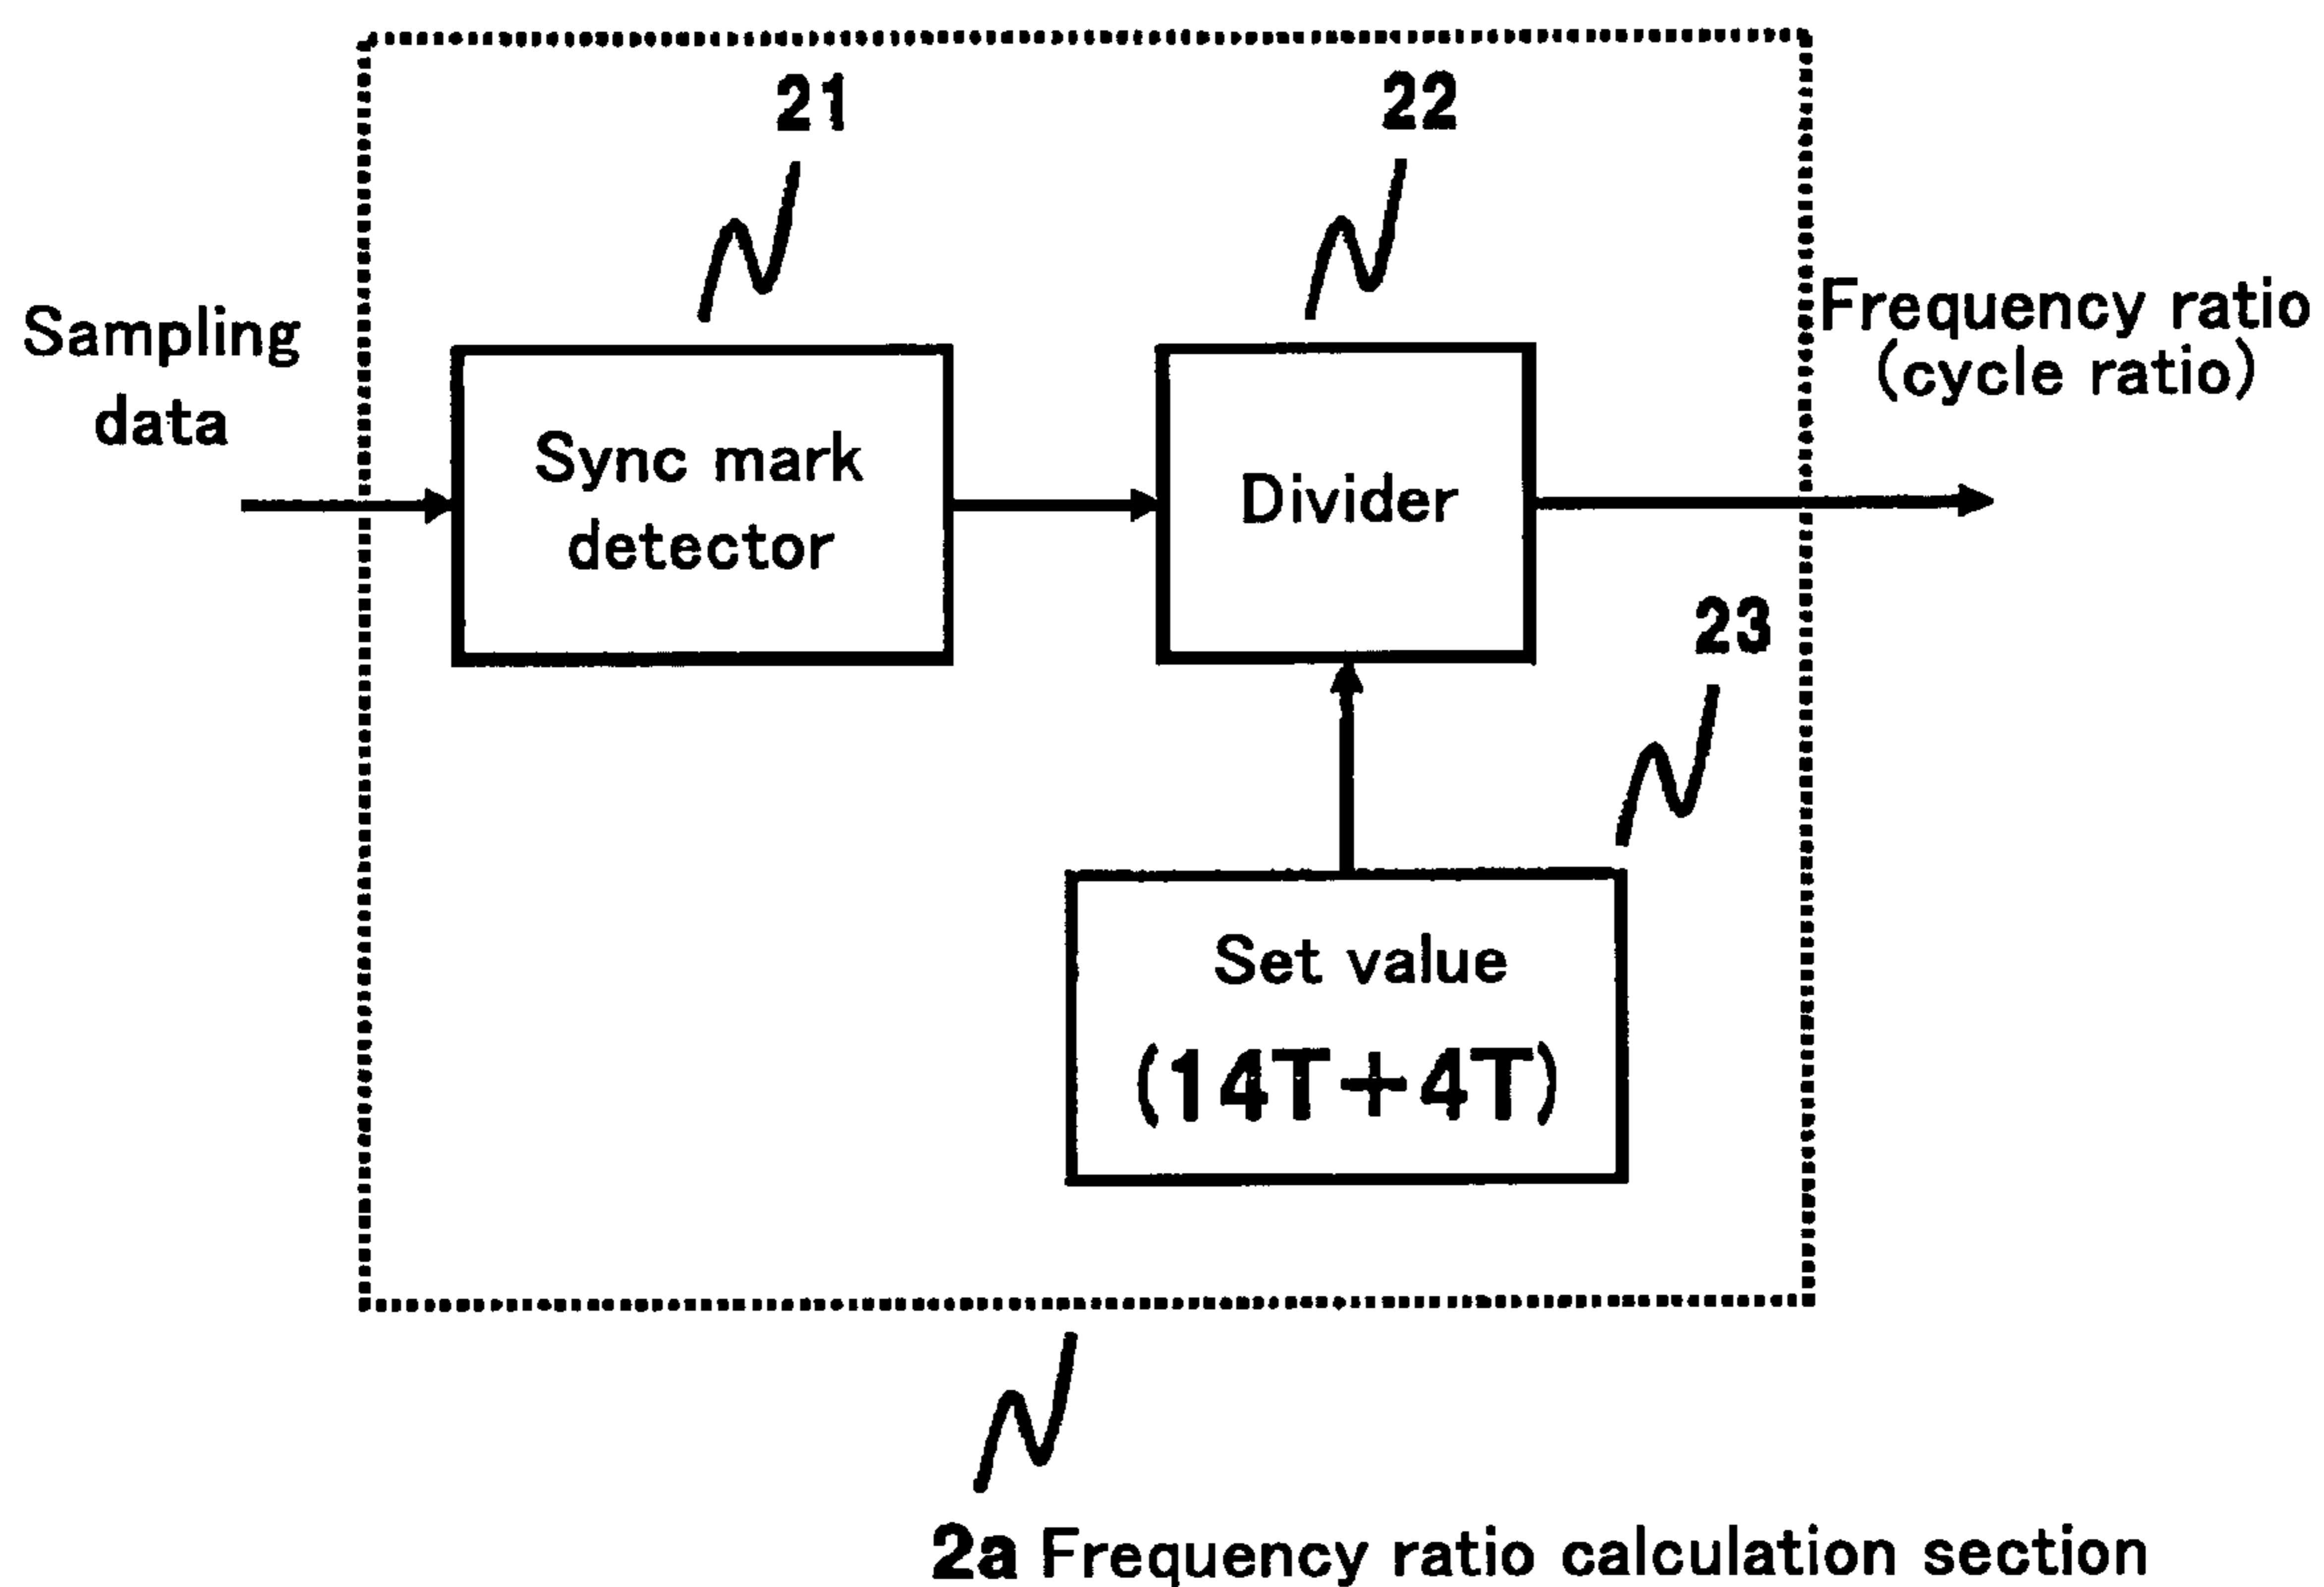 21
22
Sampling
data
Frequency ratio
(cycle ratio)
Sync mark
detector
Divider
23
Set value
(14T+4T)
2a Frequency ratio calculation section